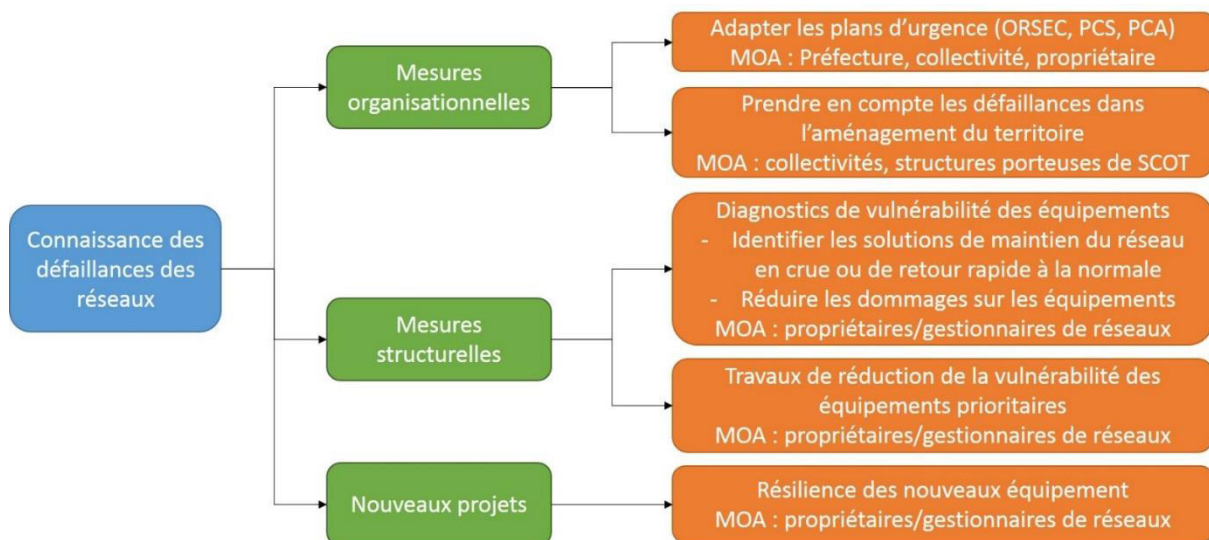 Connaissance des
défaillances des
réseaux
Mesures
organisationnelles
Adapter les plans d'urgence (ORSEC, PCS, PCA)
MOA : Préfecture, collectivité, propriétaire
Prendre en compte les défaillances dans
l'aménagement du territoire
MOA : collectivités, structures porteuses de SCOT
Mesures
structurelles
Diagnostics de vulnérabilité des équipements
- Identifier les solutions de maintien du réseau
en crue ou de retour rapide à la normale
- Réduire les dommages sur les équipements
MOA : propriétaires/gestionnaires de réseaux
Travaux de réduction de la vulnérabilité des
équipements prioritaires
MOA : propriétaires/gestionnaires de réseaux
Nouveaux projets
Résilience des nouveaux équipement
MOA : propriétaires/gestionnaires de réseaux